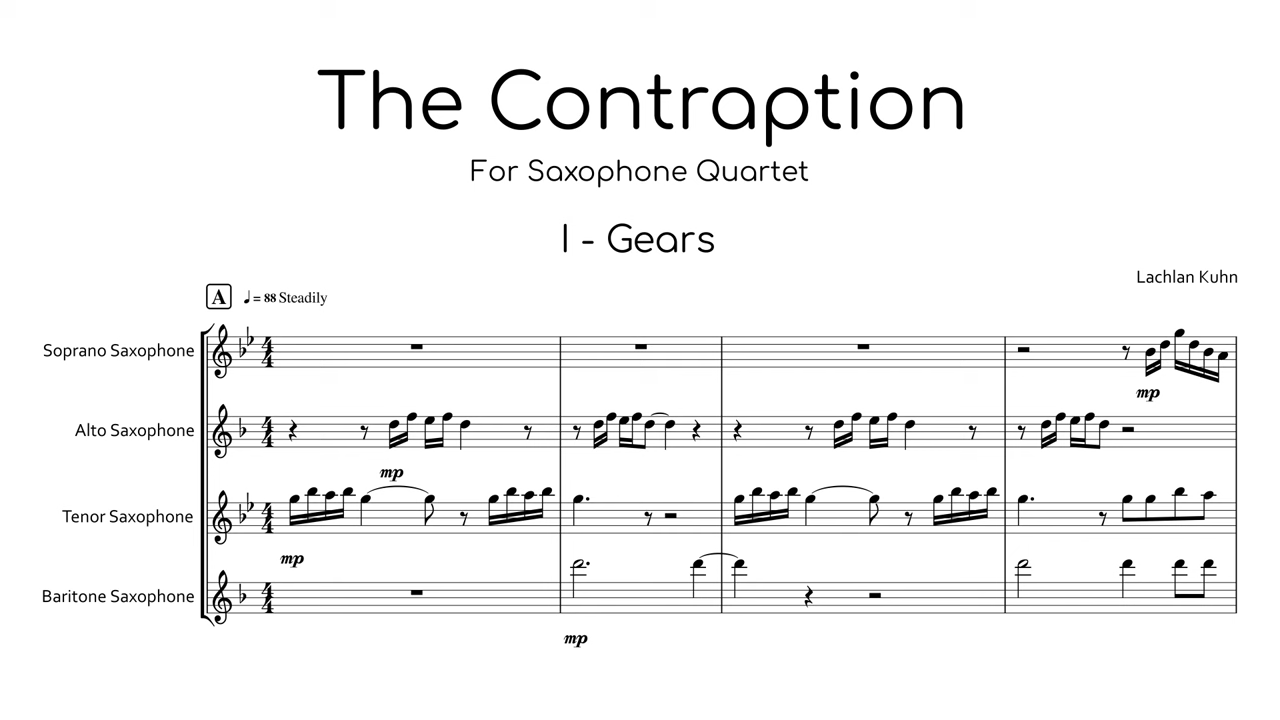 The Contraption
For Saxophone Quartet
I - Gears
Lachlan Kuhn
A ♩ = 88 Steadily
Soprano Saxophone
mp
Alto Saxophone
mp
Tenor Saxophone
mp
Baritone Saxophone
mp